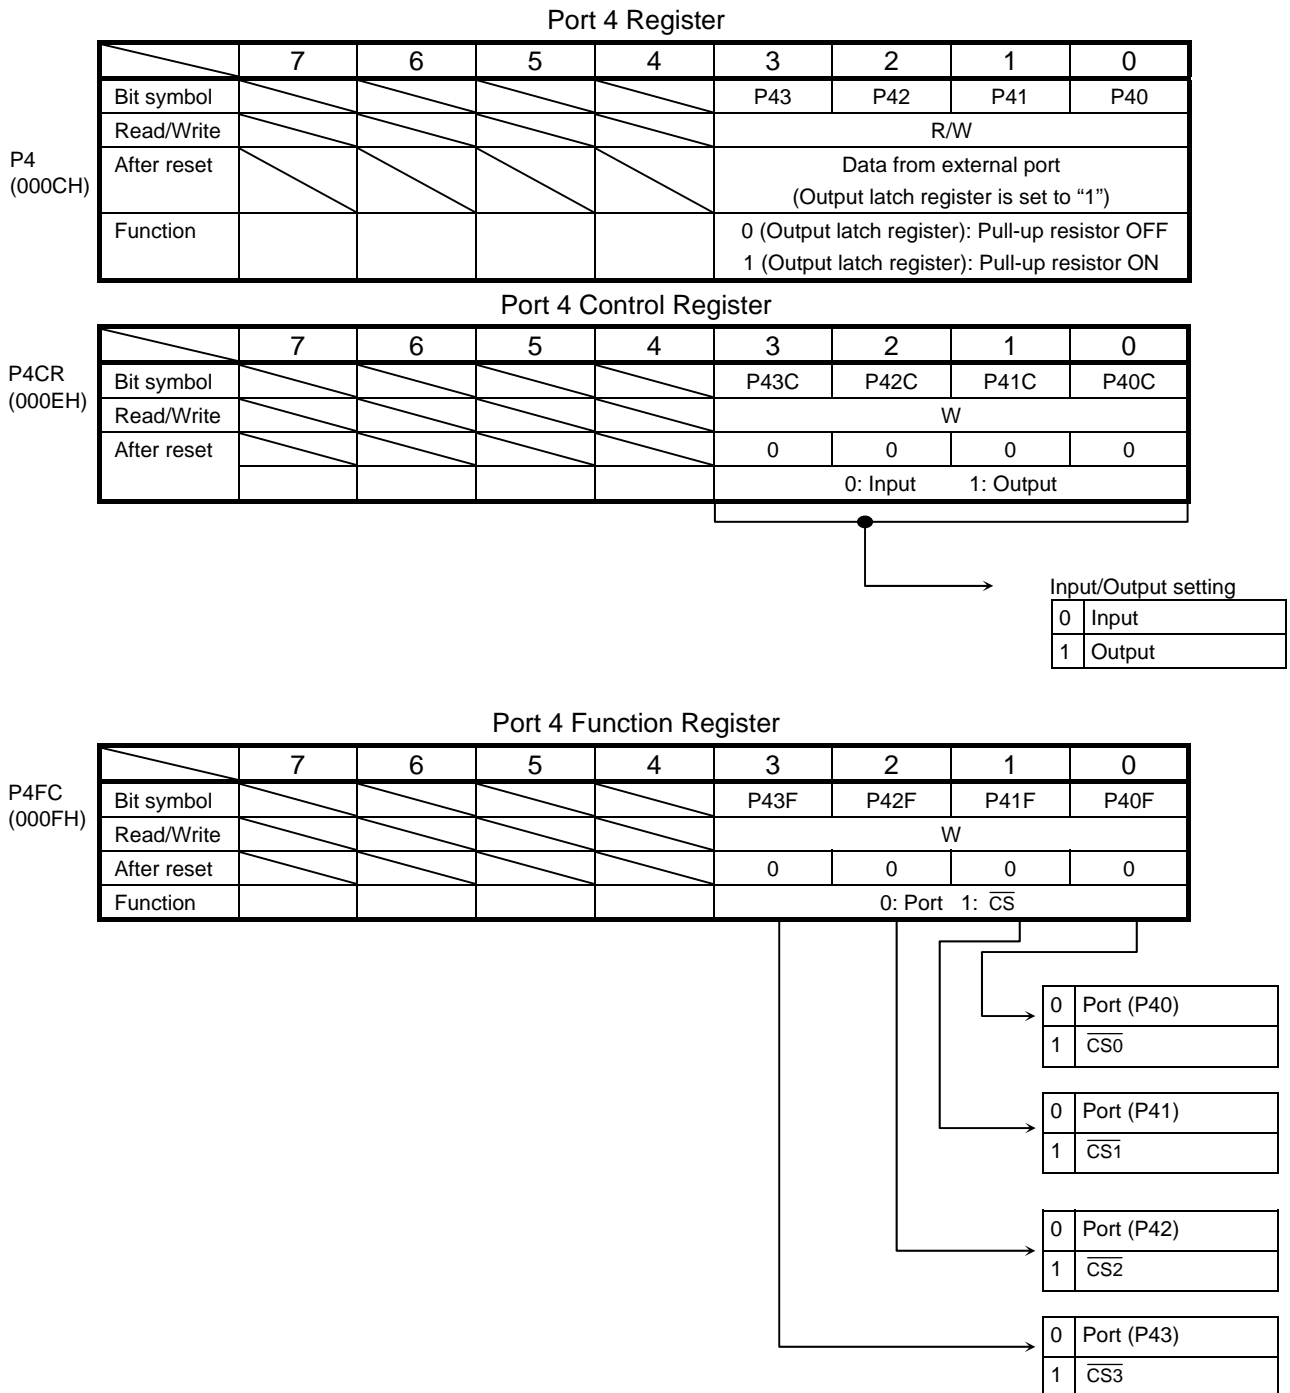 Port 4 Register
7 6 5 4 3 2 1 0
Bit symbol P43 P42 P41 P40
Read/Write R/W
P4
(000CH)
After reset Data from external port
(Output latch register is set to “1”)
Function 0 (Output latch register): Pull-up resistor OFF
1 (Output latch register): Pull-up resistor ON
Port 4 Control Register
7 6 5 4 3 2 1 0
P4CR
(000EH)
Bit symbol P43C P42C P41C P40C
Read/Write W
After reset 0 0 0 0
0: Input 1: Output
Input/Output setting
0 Input
1 Output
Port 4 Function Register
7 6 5 4 3 2 1 0
P4FC
(000FH)
Bit symbol P43F P42F P41F P40F
Read/Write W
After reset 0 0 0 0
Function 0: Port 1: C̅S̅
0 Port (P40)
1 C̅S̅0̅
0 Port (P41)
1 C̅S̅1̅
0 Port (P42)
1 C̅S̅2̅
0 Port (P43)
1 C̅S̅3̅